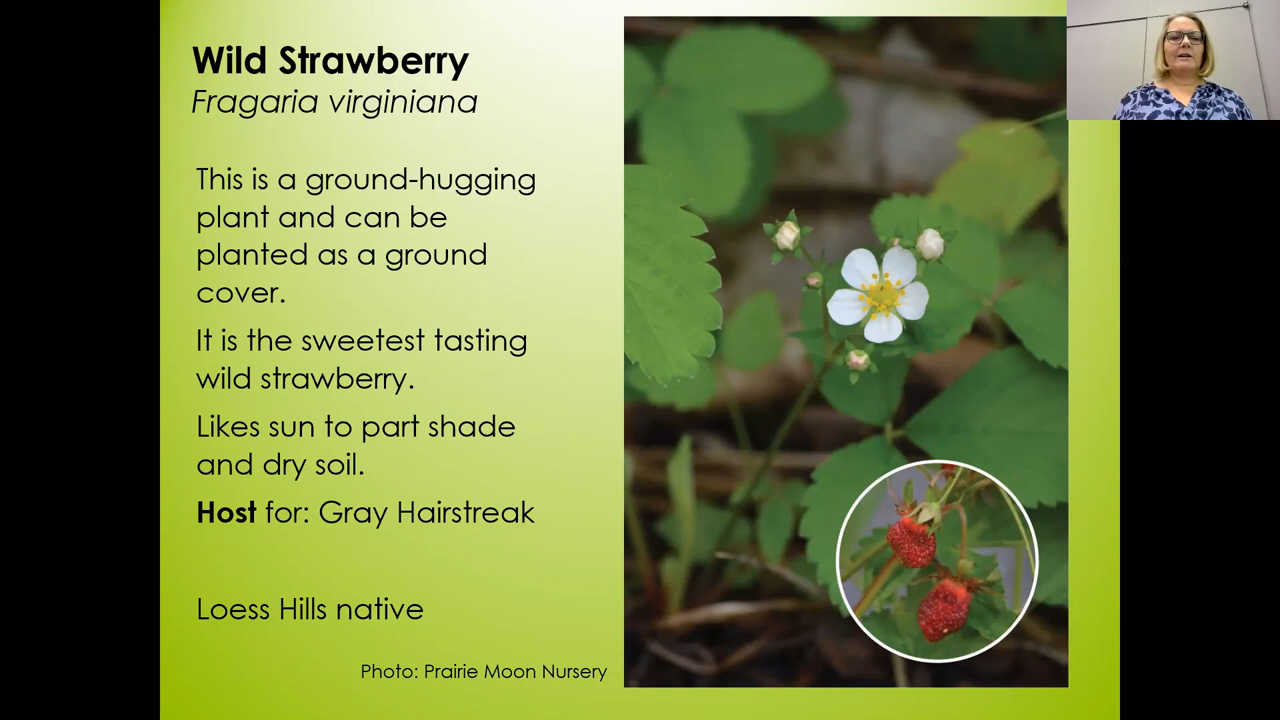 Wild Strawberry
Fragaria virginiana
This is a ground-hugging
plant and can be
planted as a ground
cover.
It is the sweetest tasting
wild strawberry.
Likes sun to part shade
and dry soil.
Host for: Gray Hairstreak
Loess Hills native
Photo: Prairie Moon Nursery